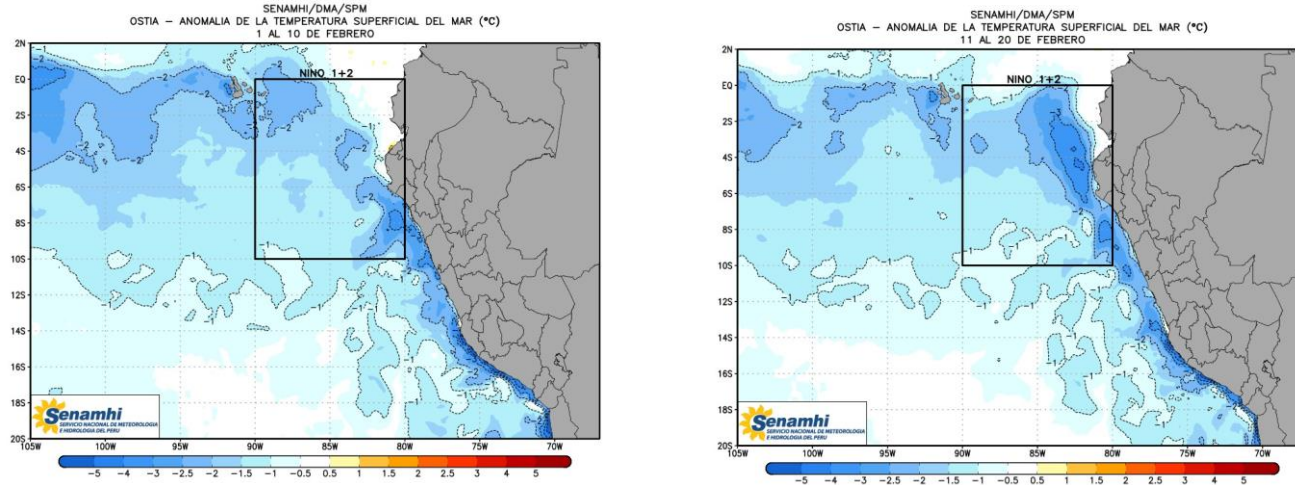 SENAMHI/DMA/SPM
OSTIA – ANOMALIA DE LA TEMPERATURA SUPERFICIAL DEL MAR (°C)
1 AL 10 DE FEBRERO
2N
EQ
2S
4S
6S
8S
10S
12S
14S
16S
18S
20S
NINO 1+2
Senamhi
SERVICIO NACIONAL DE METEOROLOGIA
E HIDROLOGIA DEL PERU
105W 100W 95W 90W 85W 80W 75W 70W
-5 -4 -3 -2.5 -2 -1.5 -1 -0.5 0.5 1 1.5 2 2.5 3 4 5
SENAMHI/DMA/SPM
OSTIA – ANOMALIA DE LA TEMPERATURA SUPERFICIAL DEL MAR (°C)
11 AL 20 DE FEBRERO
2N
EQ
2S
4S
6S
8S
10S
12S
14S
16S
18S
20S
NINO 1+2
Senamhi
SERVICIO NACIONAL DE METEOROLOGIA
E HIDROLOGIA DEL PERU
105W 100W 95W 90W 85W 80W 75W 70W
-5 -4 -3 -2.5 -2 -1.5 -1 -0.5 0.5 1 1.5 2 2.5 3 4 5